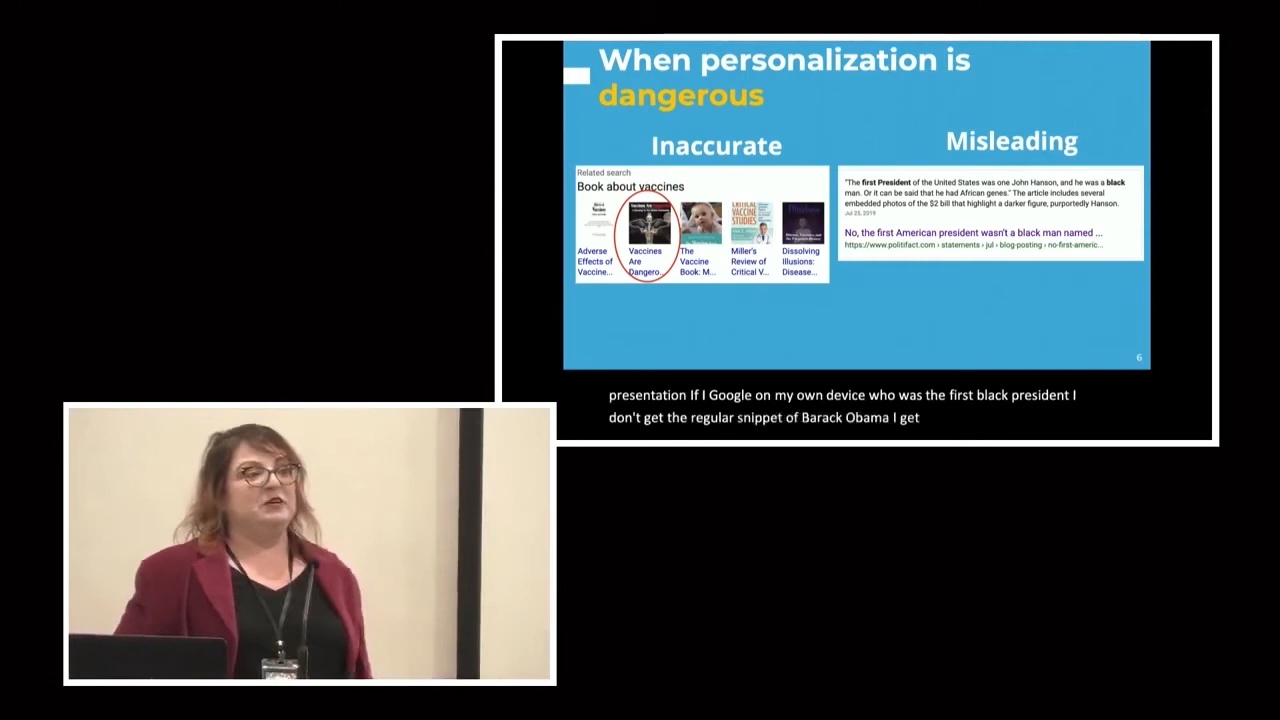 When personalization is
dangerous
Inaccurate
Related search
Book about vaccines
Vaccines Are
CRITICAL
VACCINE
STUDIES
Adverse
Effects of
Vaccine...
Vaccines
Are
Dangero...
The
Vaccine
Book: M...
Miller's
Review of
Critical V...
Dissolving
Illusions:
Disease...
Misleading
"The first President of the United States was one John Hanson, and he was a black
man. Or it can be said that he had African genes." The article includes several
embedded photos of the $2 bill that highlight a darker figure, purportedly Hanson.
Jul 25, 2019
No, the first American president wasn't a black man named ...
https://www.politifact.com › statements › jul › blog-posting › no-first-americ...
6
presentation If I Google on my own device who was the first black president I
don't get the regular snippet of Barack Obama I get